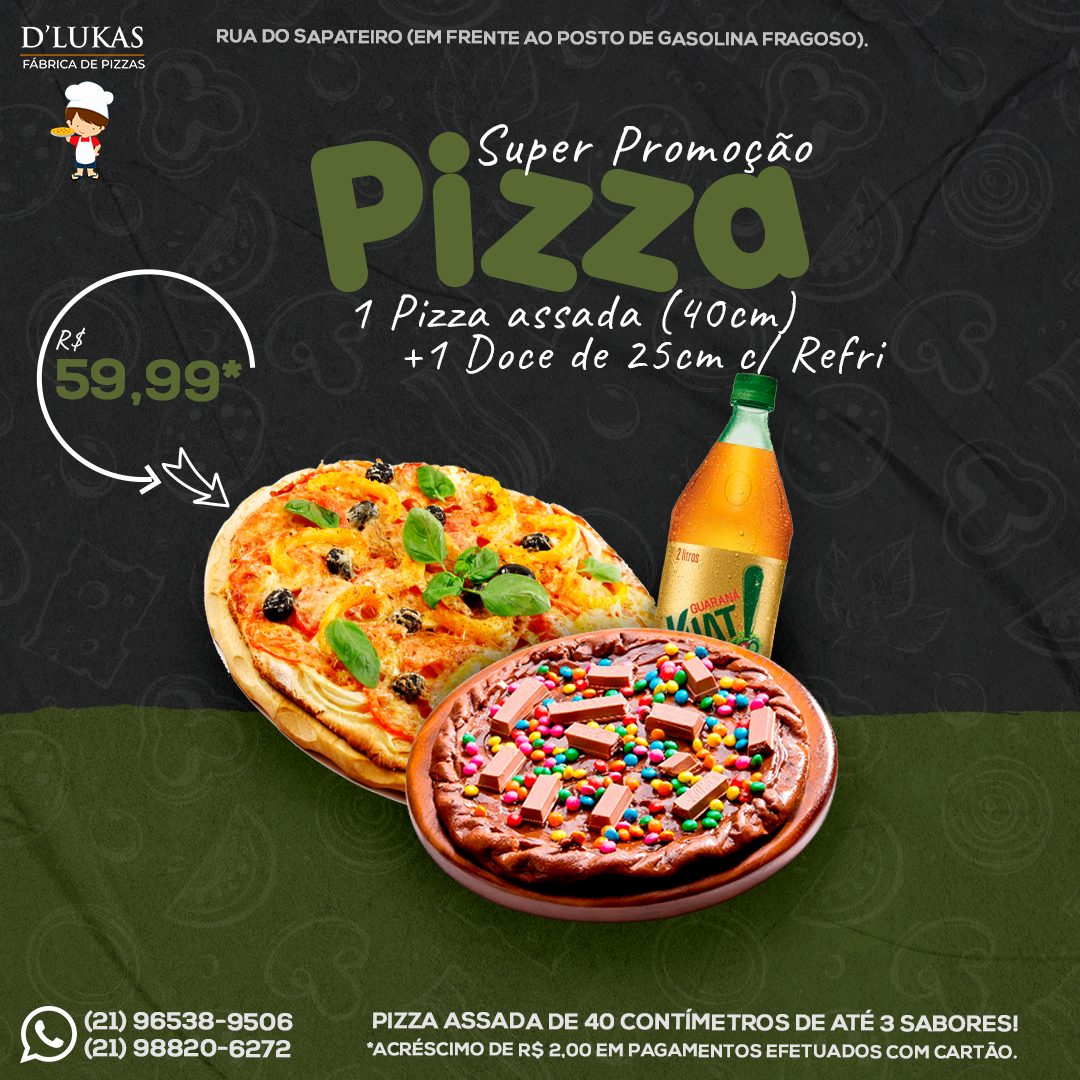 D'LUKAS
FÁBRICA DE PIZZAS
RUA DO SAPATEIRO (EM FRENTE AO POSTO DE GASOLINA FRAGOSO).
Super Promoção
Pizza
1 Pizza assada (40cm)
+1 Doce de 25cm c/ Refri
R$
59,99*
2 litros
GUARANÁ
KUAT!
(21) 96538-9506
(21) 98820-6272
PIZZA ASSADA DE 40 CONTÍMETROS DE ATÉ 3 SABORES!
*ACRÉSCIMO DE R$ 2,00 EM PAGAMENTOS EFETUADOS COM CARTÃO.